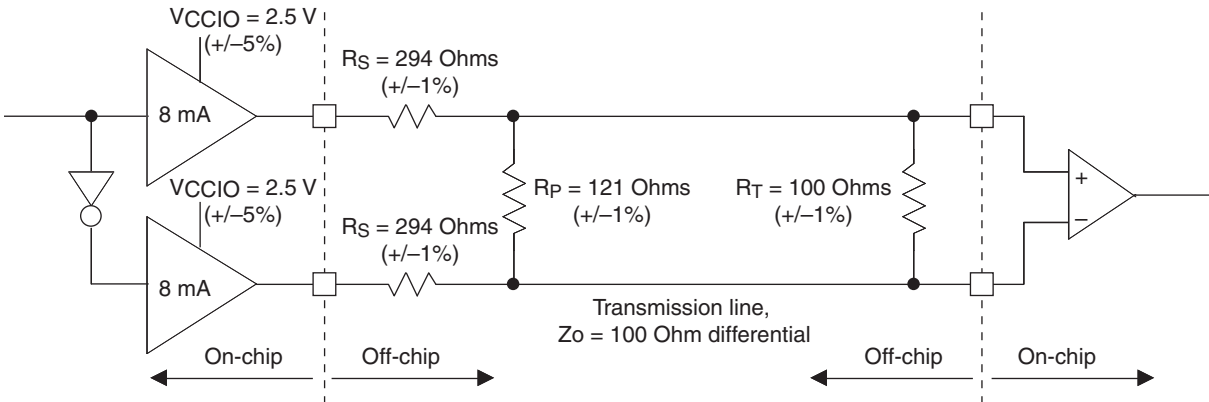 VCCIO = 2.5 V
(+/–5%)
8 mA
RS = 294 Ohms
(+/–1%)
VCCIO = 2.5 V
(+/–5%)
8 mA
RS = 294 Ohms
(+/–1%)
RP = 121 Ohms
(+/–1%)
RT = 100 Ohms
(+/–1%)
+
–
Transmission line,
Zo = 100 Ohm differential
On-chip
Off-chip
Off-chip
On-chip